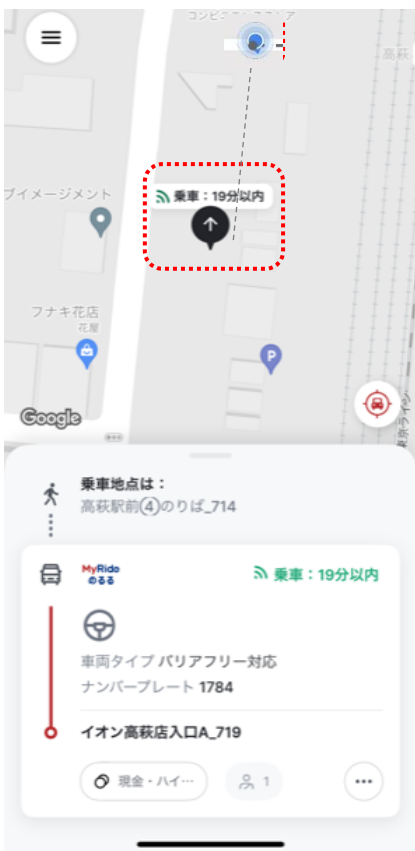 高萩
乗車：19分以内
ブイメージメント
フナキ花店
花屋
P
Google
東京ライン
乗車地点は：
高萩駅前④のりば_714
MyRide
のるる
乗車：19分以内
車両タイプ バリアフリー対応
ナンバープレート 1784
イオン高萩店入口A_719
現金・ハイ…
1